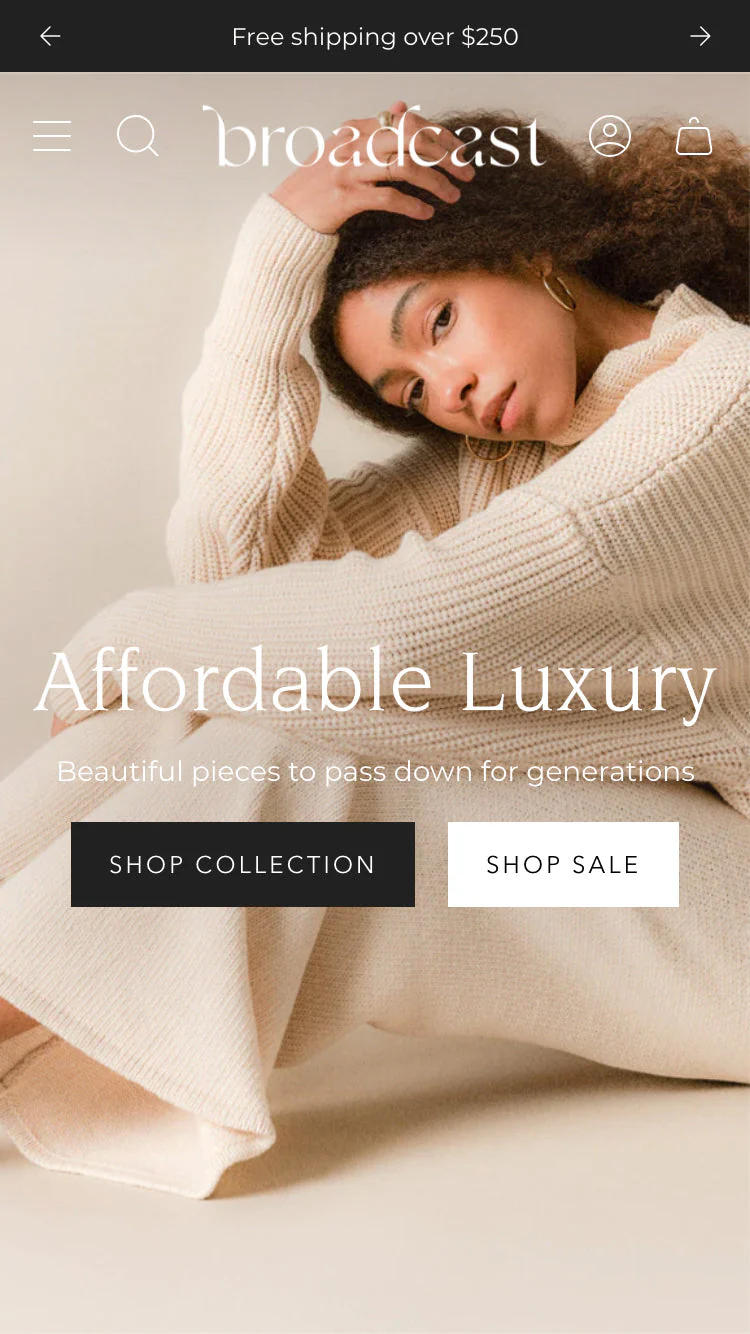 Free shipping over $250
broadcast
Affordable Luxury
Beautiful pieces to pass down for generations
SHOP COLLECTION
SHOP SALE